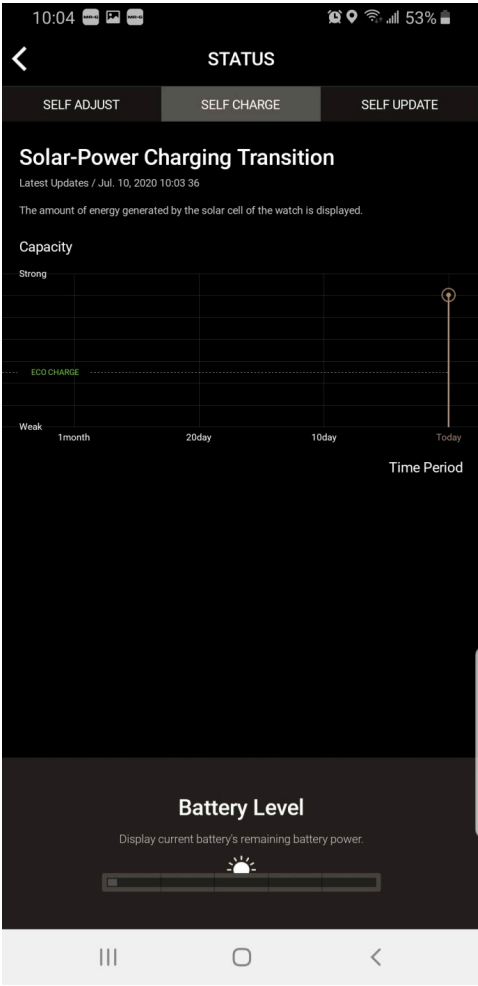 10:04 MR-G MR-G 53%
STATUS
SELF ADJUST SELF CHARGE SELF UPDATE
Solar-Power Charging Transition
Latest Updates / Jul. 10, 2020 10:03 36
The amount of energy generated by the solar cell of the watch is displayed.
Capacity
Strong
ECO CHARGE
Weak
1month 20day 10day Today
Time Period
Battery Level
Display current battery's remaining battery power.